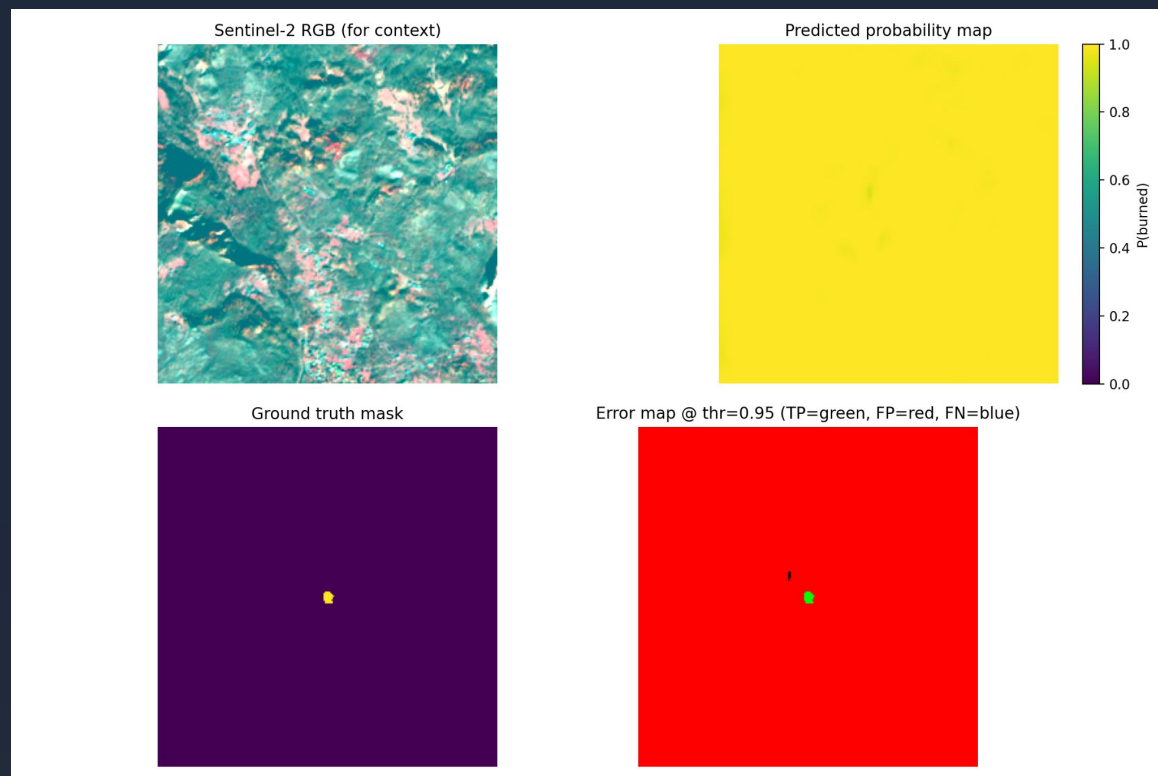 Sentinel-2 RGB (for context)
Predicted probability map
1.0
0.8
0.6
0.4
0.2
0.0
P(burned)
Ground truth mask
Error map @ thr=0.95 (TP=green, FP=red, FN=blue)